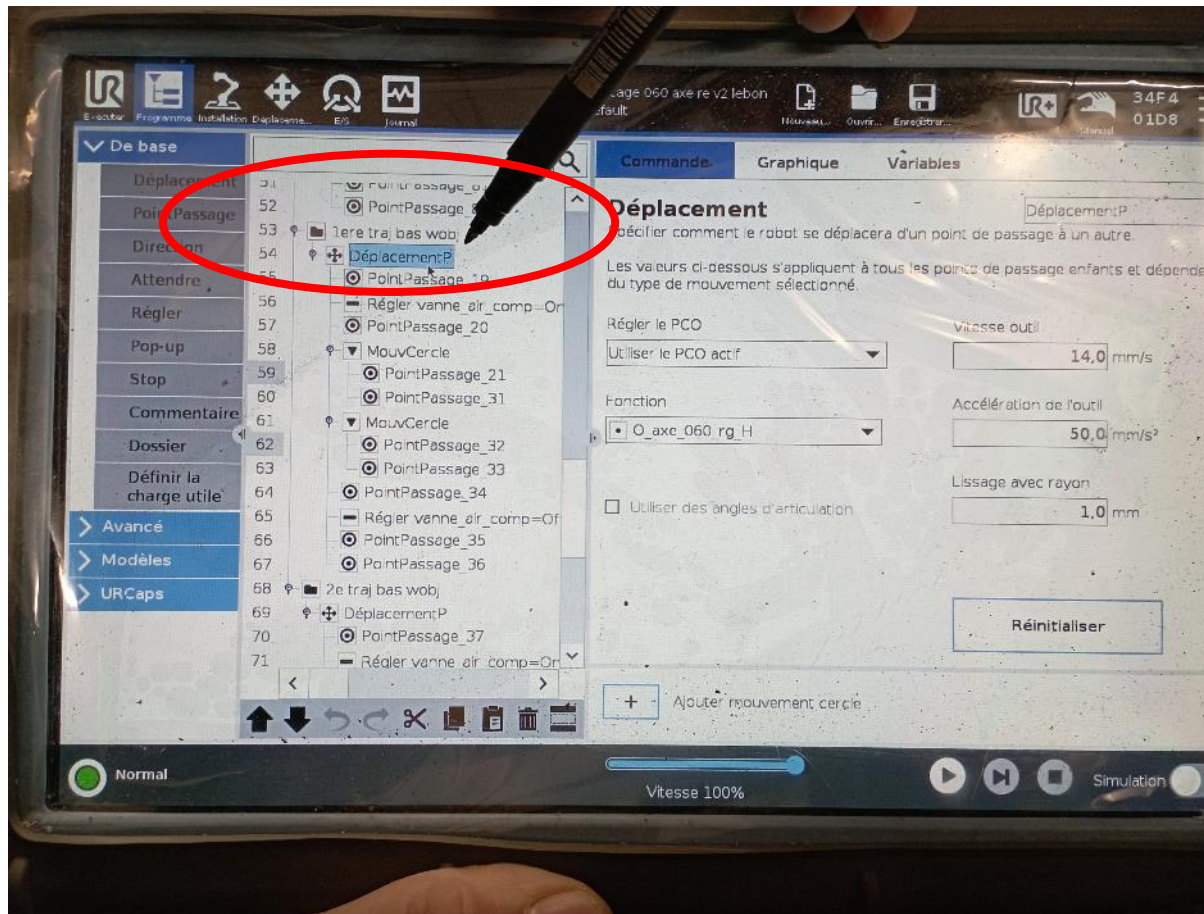 UR
UR+
34F4
01D8
Exécuter Programme Installation Déplaceme... E/S Journal
060 axe re v2 lebon
Nouveau... Ouvrir... Enregistrer...
Manuel
De base
Déplacement
PointPassage
Direction
Attendre
Régler
Pop-up
Stop
Commentaire
Dossier
Définir la
charge utile
Avancé
Modèles
URCaps
51
52 PointPassage
53 1ere traj bas wobj
54 DéplacementP
55 PointPassage_19
56 Régler vanne_air_comp=On
57 PointPassage_20
58 MouvCercle
59 PointPassage_21
60 PointPassage_31
61 MouvCercle
62 PointPassage_32
63 PointPassage_33
64 PointPassage_34
65 Régler vanne_air_comp=Of
66 PointPassage_35
67 PointPassage_36
68 2e traj bas wobj
69 DéplacementP
70 PointPassage_37
71 Régler vanne_air_comp=On
Commande Graphique Variables
Déplacement
DéplacementP
Spécifier comment le robot se déplacera d'un point de passage à un autre.
Les valeurs ci-dessous s'appliquent à tous les points de passage enfants et dépende
du type de mouvement sélectionné.
Régler le PCO
Vitesse outil
Utiliser le PCO actif
14,0 mm/s
Fonction
Accélération de l'outil
O_axe_060_rg_H
50,0 mm/s²
Lissage avec rayon
Utiliser des angles d'articulation
1,0 mm
Réinitialiser
+ Ajouter mouvement cercle
Normal
Vitesse 100%
Simulation